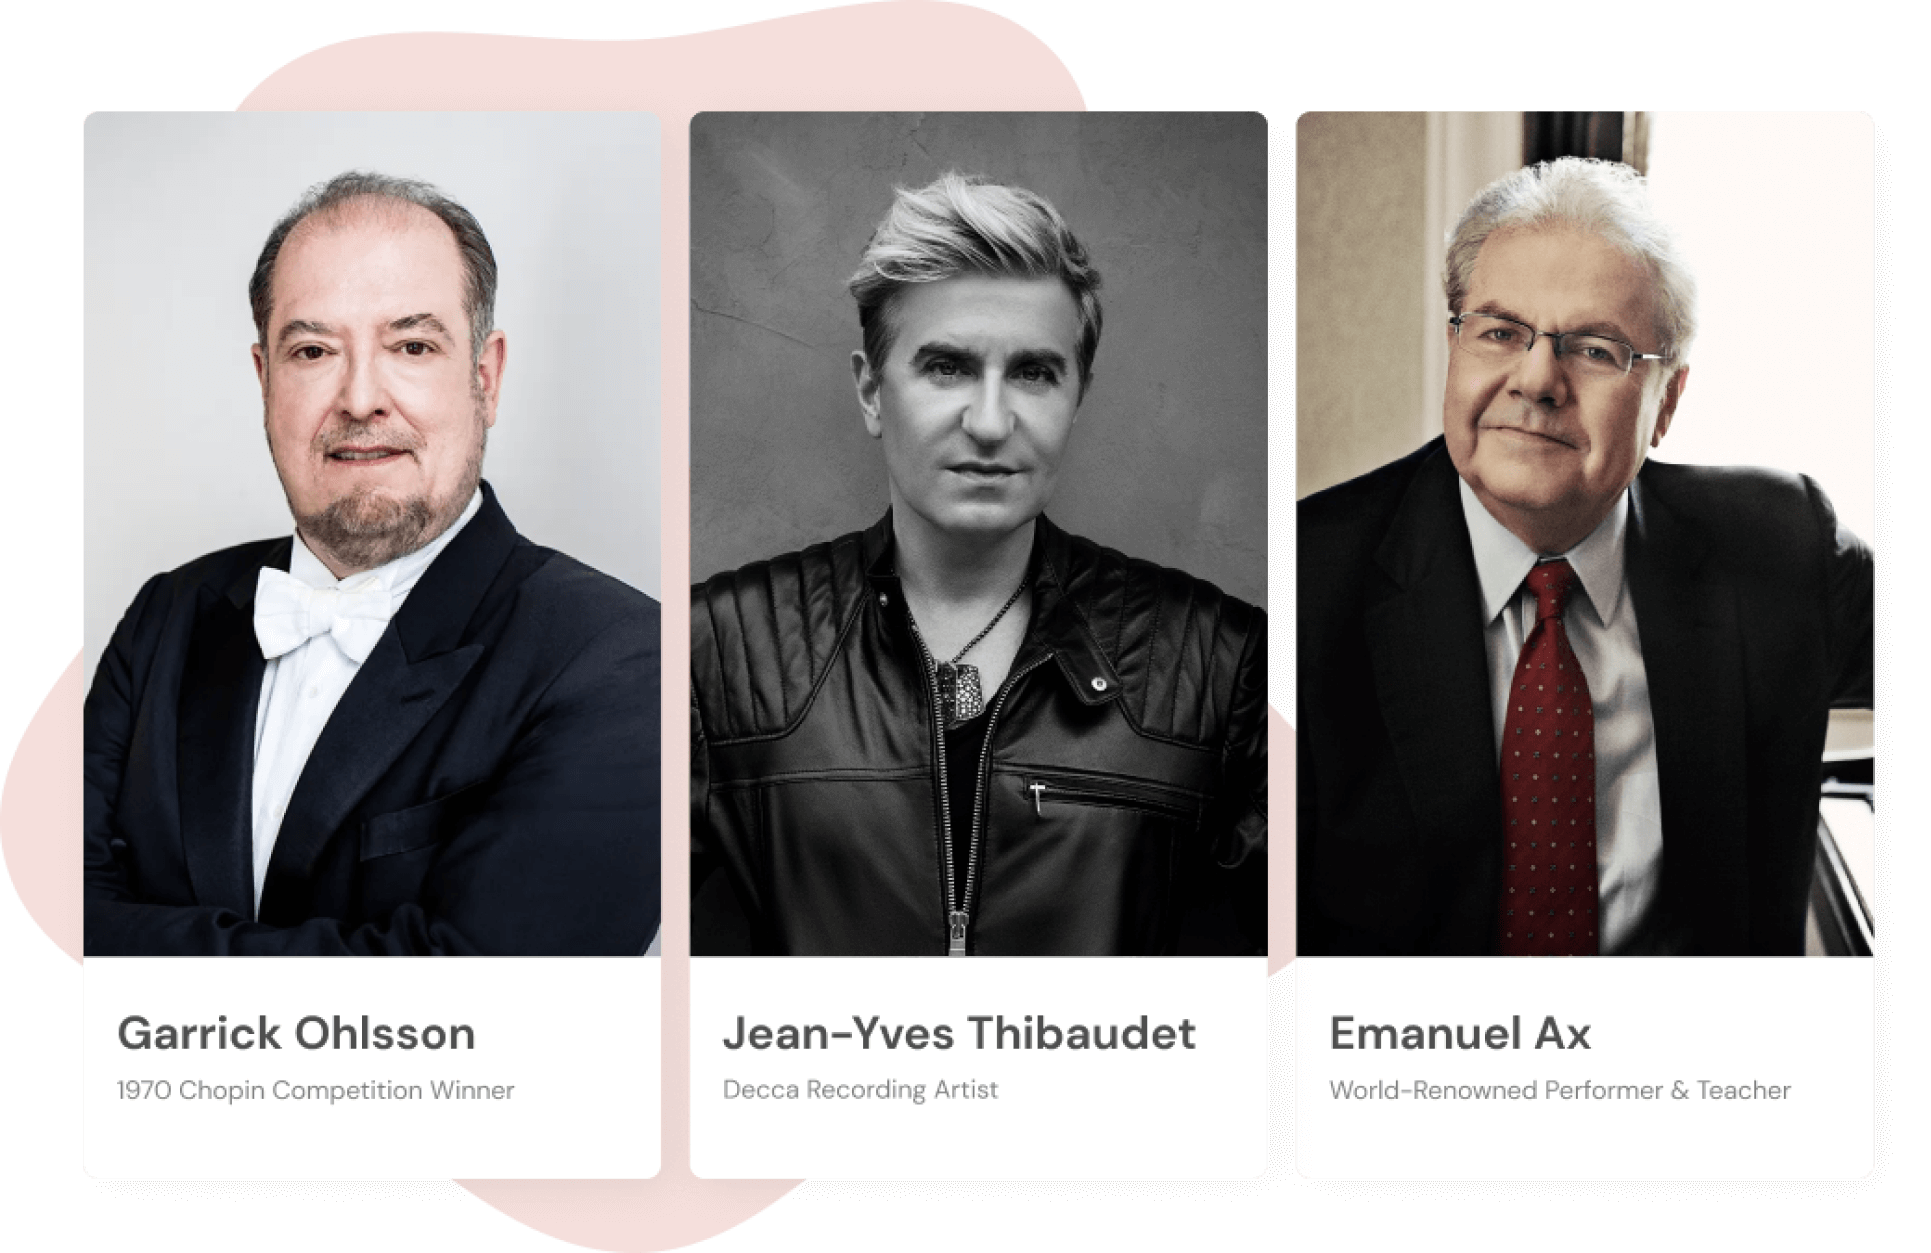 Garrick Ohlsson
1970 Chopin Competition Winner
Jean-Yves Thibaudet
Decca Recording Artist
Emanuel Ax
World-Renowned Performer & Teacher